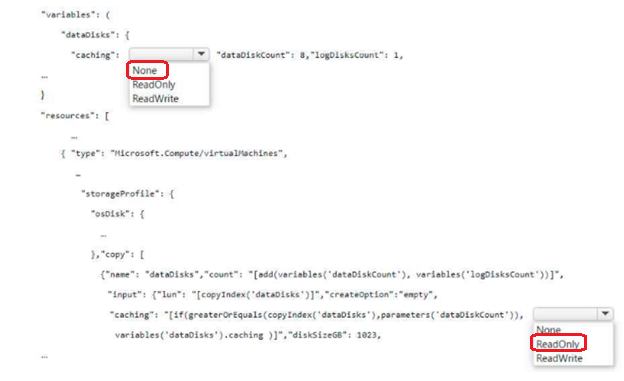 "variables": (
"dataDisks": {
"caching": "dataDiskCount": 8,"logDisksCount": 1,
None
…
ReadOnly
ReadWrite
}
"resources": [
…
{ "type": "Microsoft.Compute/virtualMachines",
…
"storageProfile": {
"osDisk": {
…
},"copy": [
{"name": "dataDisks","count": "[add(variables('dataDiskCount'), variables('logDisksCount'))]",
"input": {"lun": "[copyIndex('dataDisks')]","createOption":"empty",
"caching": "[if(greaterOrEquals(copyIndex('dataDisks'),parameters('dataDiskCount')),
None
variables('dataDisks').caching )]","diskSizeGB": 1023,
ReadOnly
ReadWrite
…